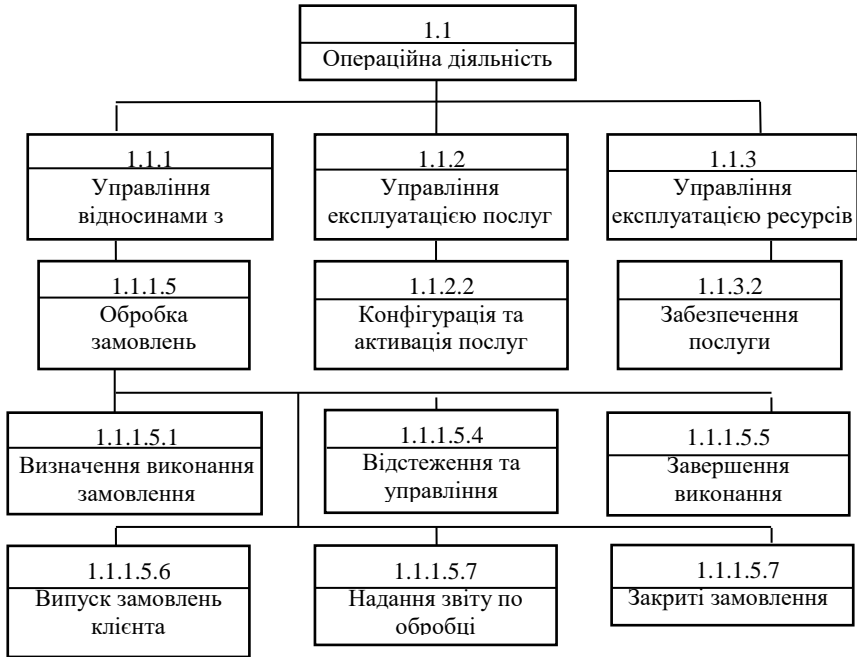 1.1
Операційна діяльність
1.1.1
Управління
відносинами з
1.1.2
Управління
експлуатацією послуг
1.1.3
Управління
експлуатацією ресурсів
1.1.1.5
Обробка
замовлень
1.1.2.2
Конфігурація та
активація послуг
1.1.3.2
Забезпечення
послуги
1.1.1.5.1
Визначення виконання
замовлення
1.1.1.5.4
Відстеження та
управління
1.1.1.5.5
Завершення
виконання
1.1.1.5.6
Випуск замовлень
клієнта
1.1.1.5.7
Надання звіту по
обробці
1.1.1.5.7
Закриті замовлення